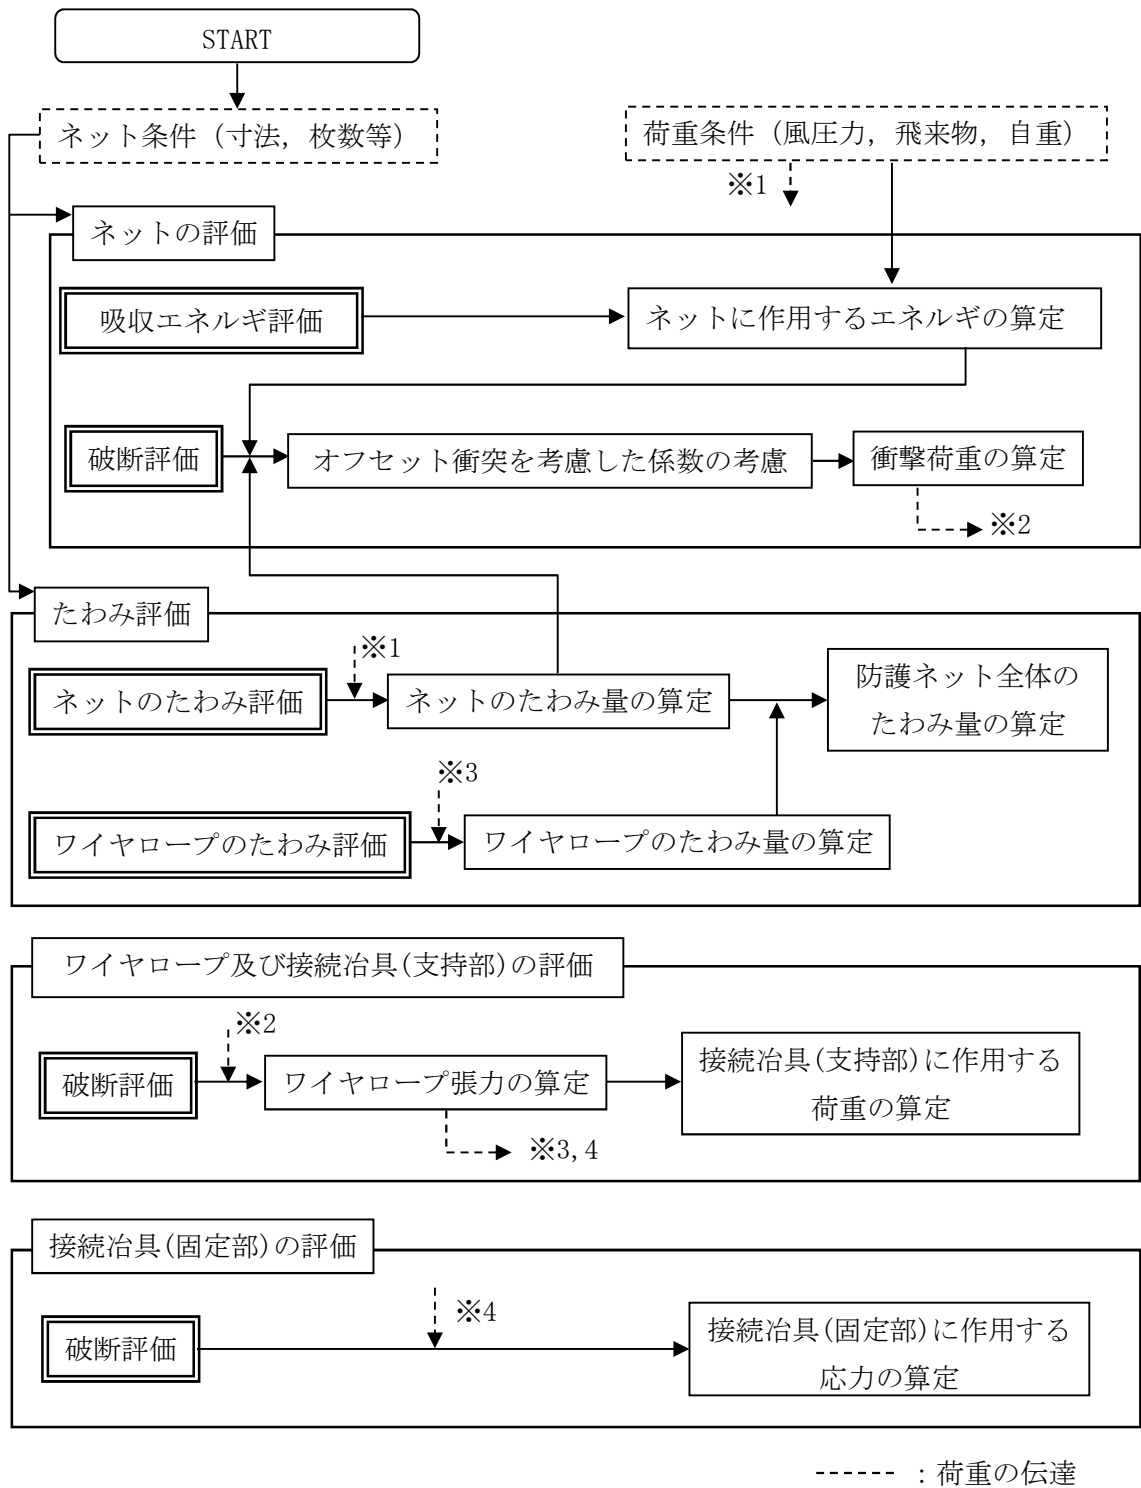 START
ネット条件（寸法，枚数等）
荷重条件（風圧力，飛来物，自重）
※1
ネットの評価
吸収エネルギ評価
ネットに作用するエネルギの算定
破断評価
オフセット衝突を考慮した係数の考慮
衝撃荷重の算定
※2
たわみ評価
※1
ネットのたわみ評価
ネットのたわみ量の算定
防護ネット全体の
たわみ量の算定
※3
ワイヤロープのたわみ評価
ワイヤロープのたわみ量の算定
ワイヤロープ及び接続冶具(支持部)の評価
※2
破断評価
ワイヤロープ張力の算定
接続冶具(支持部)に作用する
荷重の算定
※3, 4
接続冶具(固定部)の評価
※4
破断評価
接続冶具(固定部)に作用する
応力の算定
：荷重の伝達